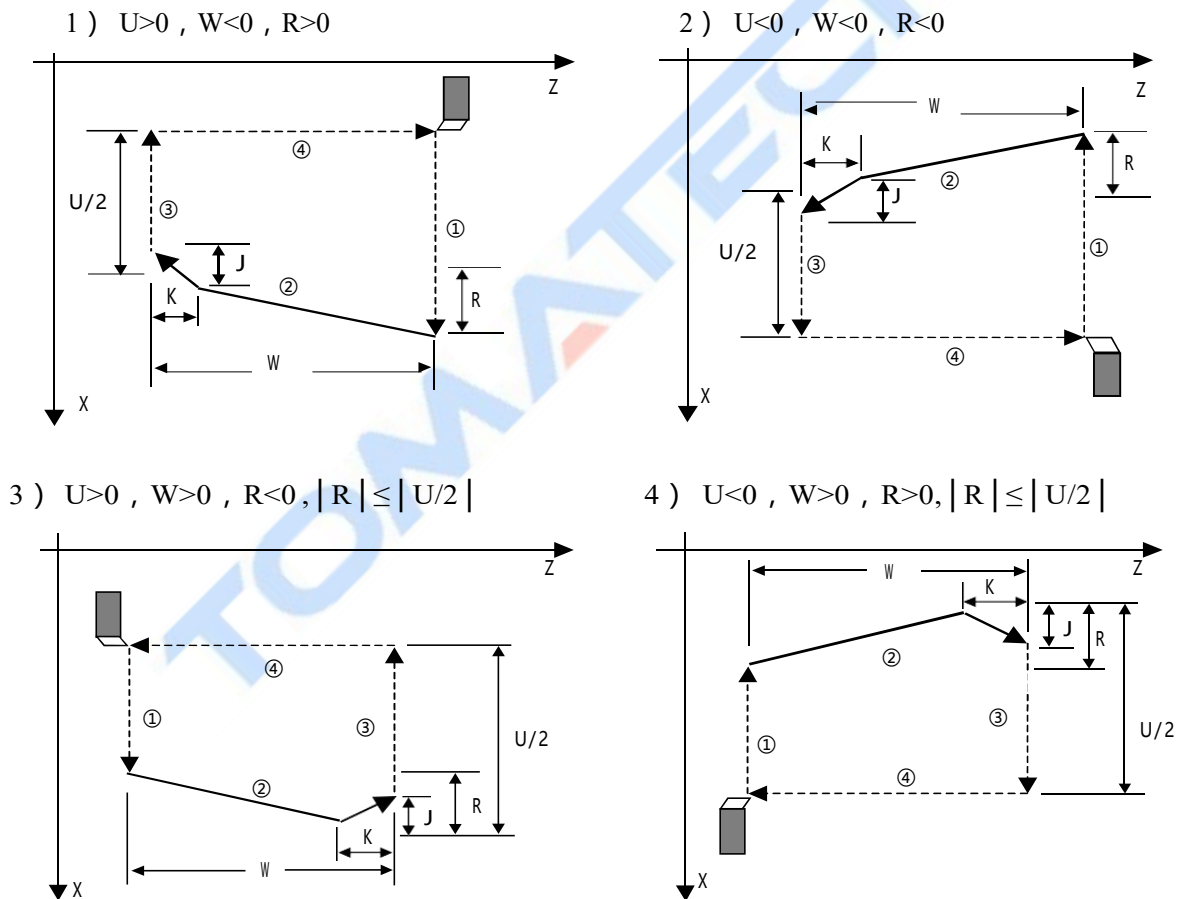 1） U>0，W<0，R>0
Z
④
U/2
③
①
J
②
R
K
W
X
2） U<0，W<0，R<0
W
Z
K
R
②
J
U/2
①
③
④
X
3） U>0，W>0，R<0,│R│≤│U/2│
Z
④
①
③
U/2
②
R
J
K
W
X
4） U<0，W>0，R>0,│R│≤│U/2│
W
Z
K
J
R
②
③
U/2
①
④
X
TOMATECH